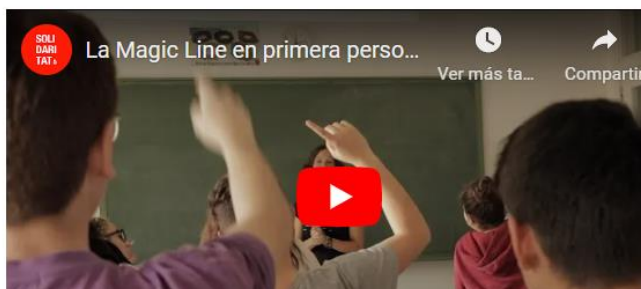 SOLI
DARI
TAT&
La Magic Line en primera perso...
Ver más ta...
Compartir